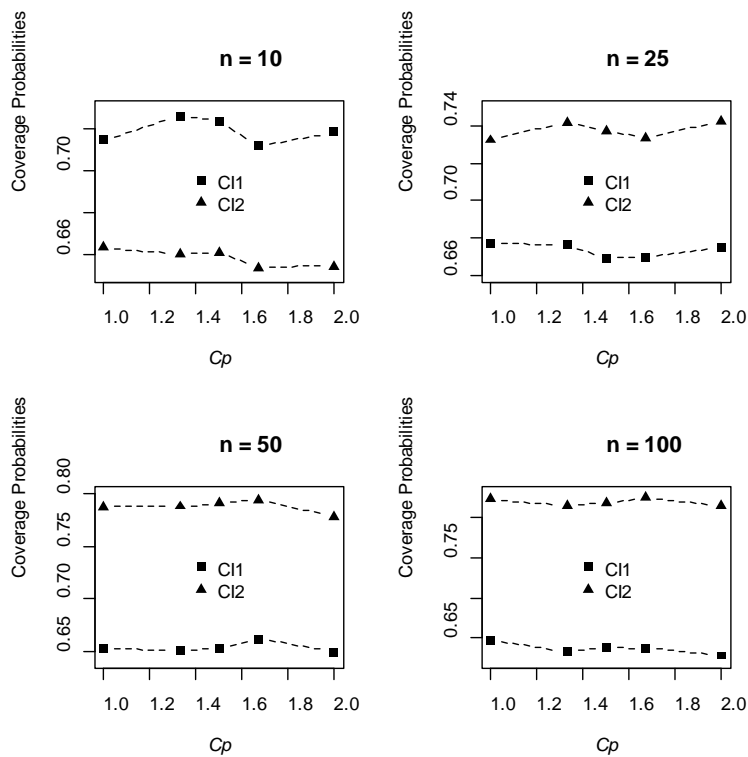 n = 10
Coverage Probabilities
0.70
0.66
CI1
CI2
1.0 1.2 1.4 1.6 1.8 2.0
Cp
n = 25
Coverage Probabilities
0.74
0.70
0.66
CI1
CI2
1.0 1.2 1.4 1.6 1.8 2.0
Cp
n = 50
Coverage Probabilities
0.80
0.75
0.70
0.65
CI1
CI2
1.0 1.2 1.4 1.6 1.8 2.0
Cp
n = 100
Coverage Probabilities
0.75
0.65
CI1
CI2
1.0 1.2 1.4 1.6 1.8 2.0
Cp